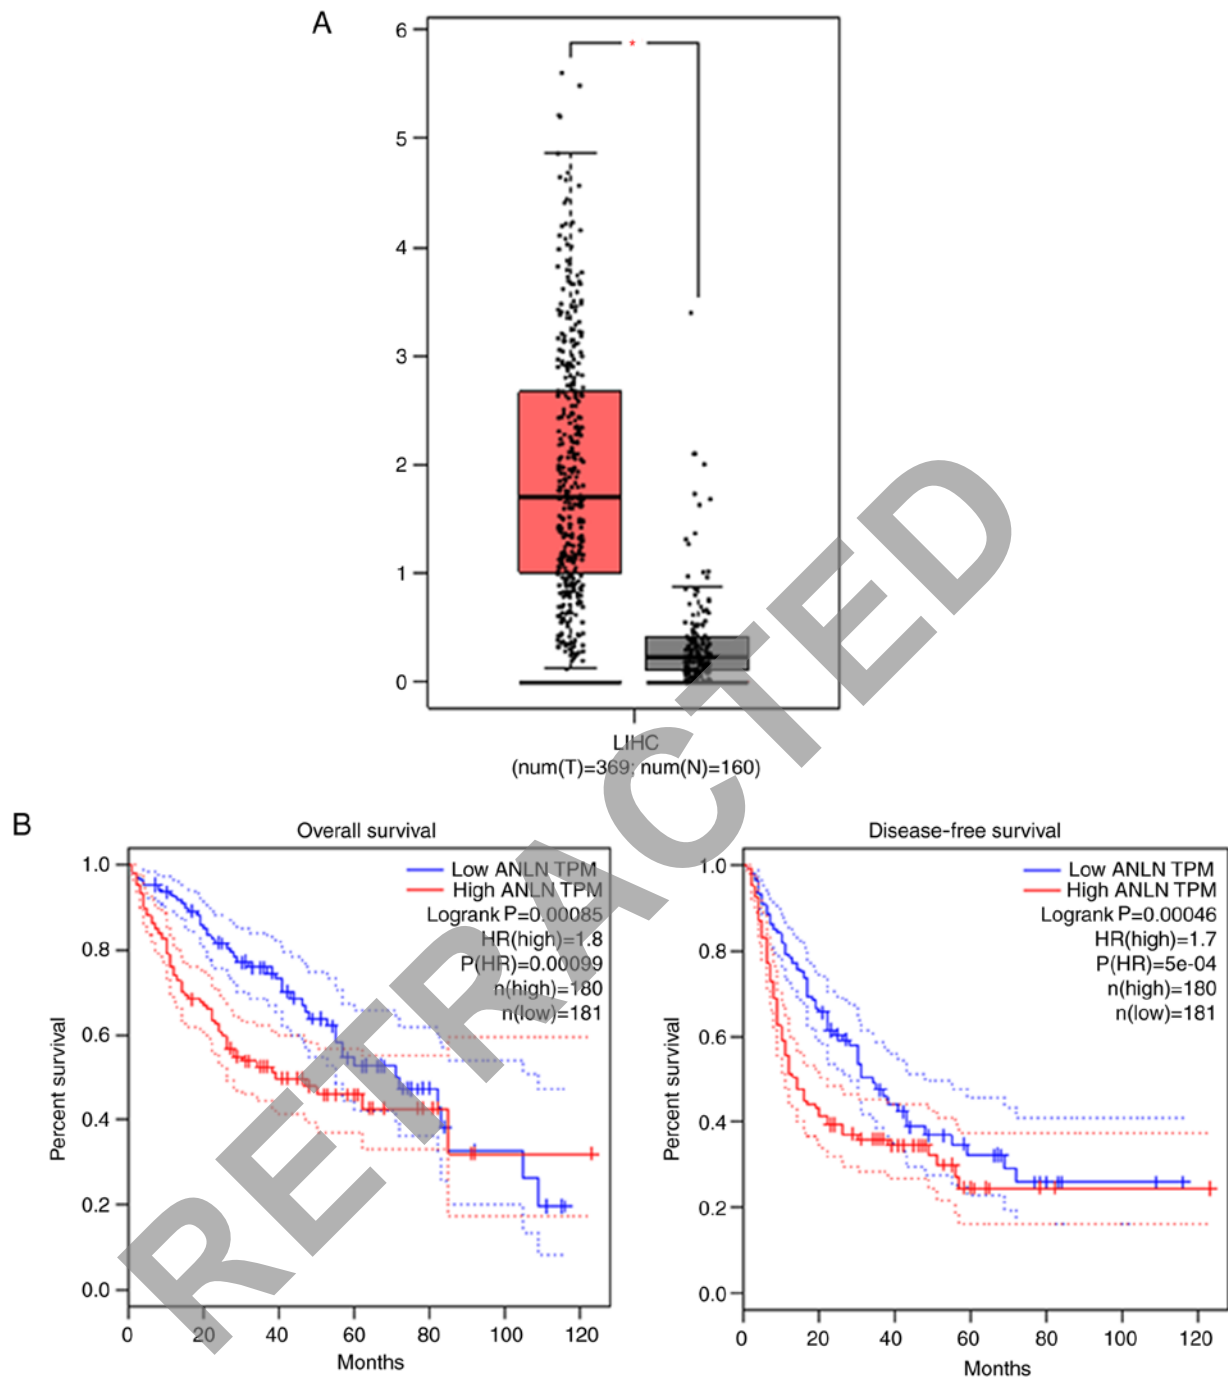 A
6
5
4
3
2
1
0
*
LIHC
(num(T)=369; num(N)=160)
RETRACTED
B
Overall survival
1.0
0.8
0.6
0.4
0.2
0.0
Percent survival
Low ANLN TPM
High ANLN TPM
Logrank P=0.00085
HR(high)=1.8
P(HR)=0.00099
n(high)=180
n(low)=181
0 20 40 60 80 100 120
Months
Disease-free survival
1.0
0.8
0.6
0.4
0.2
0.0
Percent survival
Low ANLN TPM
High ANLN TPM
Logrank P=0.00046
HR(high)=1.7
P(HR)=5e-04
n(high)=180
n(low)=181
0 20 40 60 80 100 120
Months